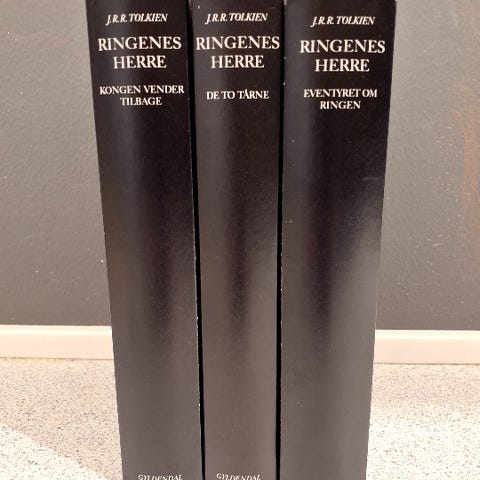 J.R.R. TOLKIEN
RINGENES
HERRE
KONGEN VENDER
TILBAGE
GYLDENDAL
J.R.R. TOLKIEN
RINGENES
HERRE
DE TO TÅRNE
GYLDENDAL
J.R.R. TOLKIEN
RINGENES
HERRE
EVENTYRET OM
RINGEN